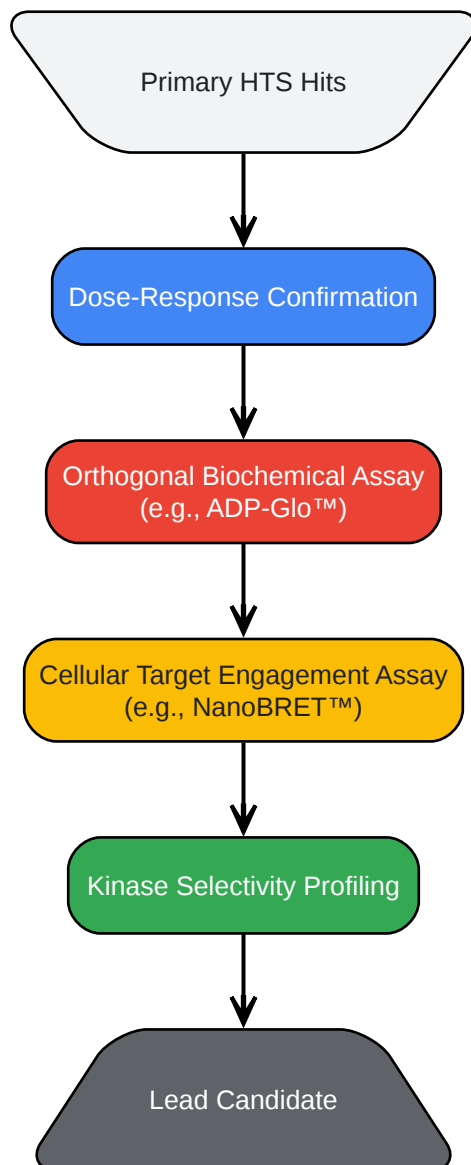 Primary HTS Hits
Dose-Response Confirmation
Orthogonal Biochemical Assay
(e.g., ADP-Glo™)
Cellular Target Engagement Assay
(e.g., NanoBRET™)
Kinase Selectivity Profiling
Lead Candidate